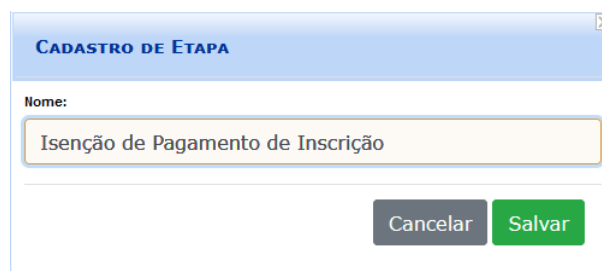 Cadastro de Etapa
Nome:
Isenção de Pagamento de Inscrição
Cancelar Salvar